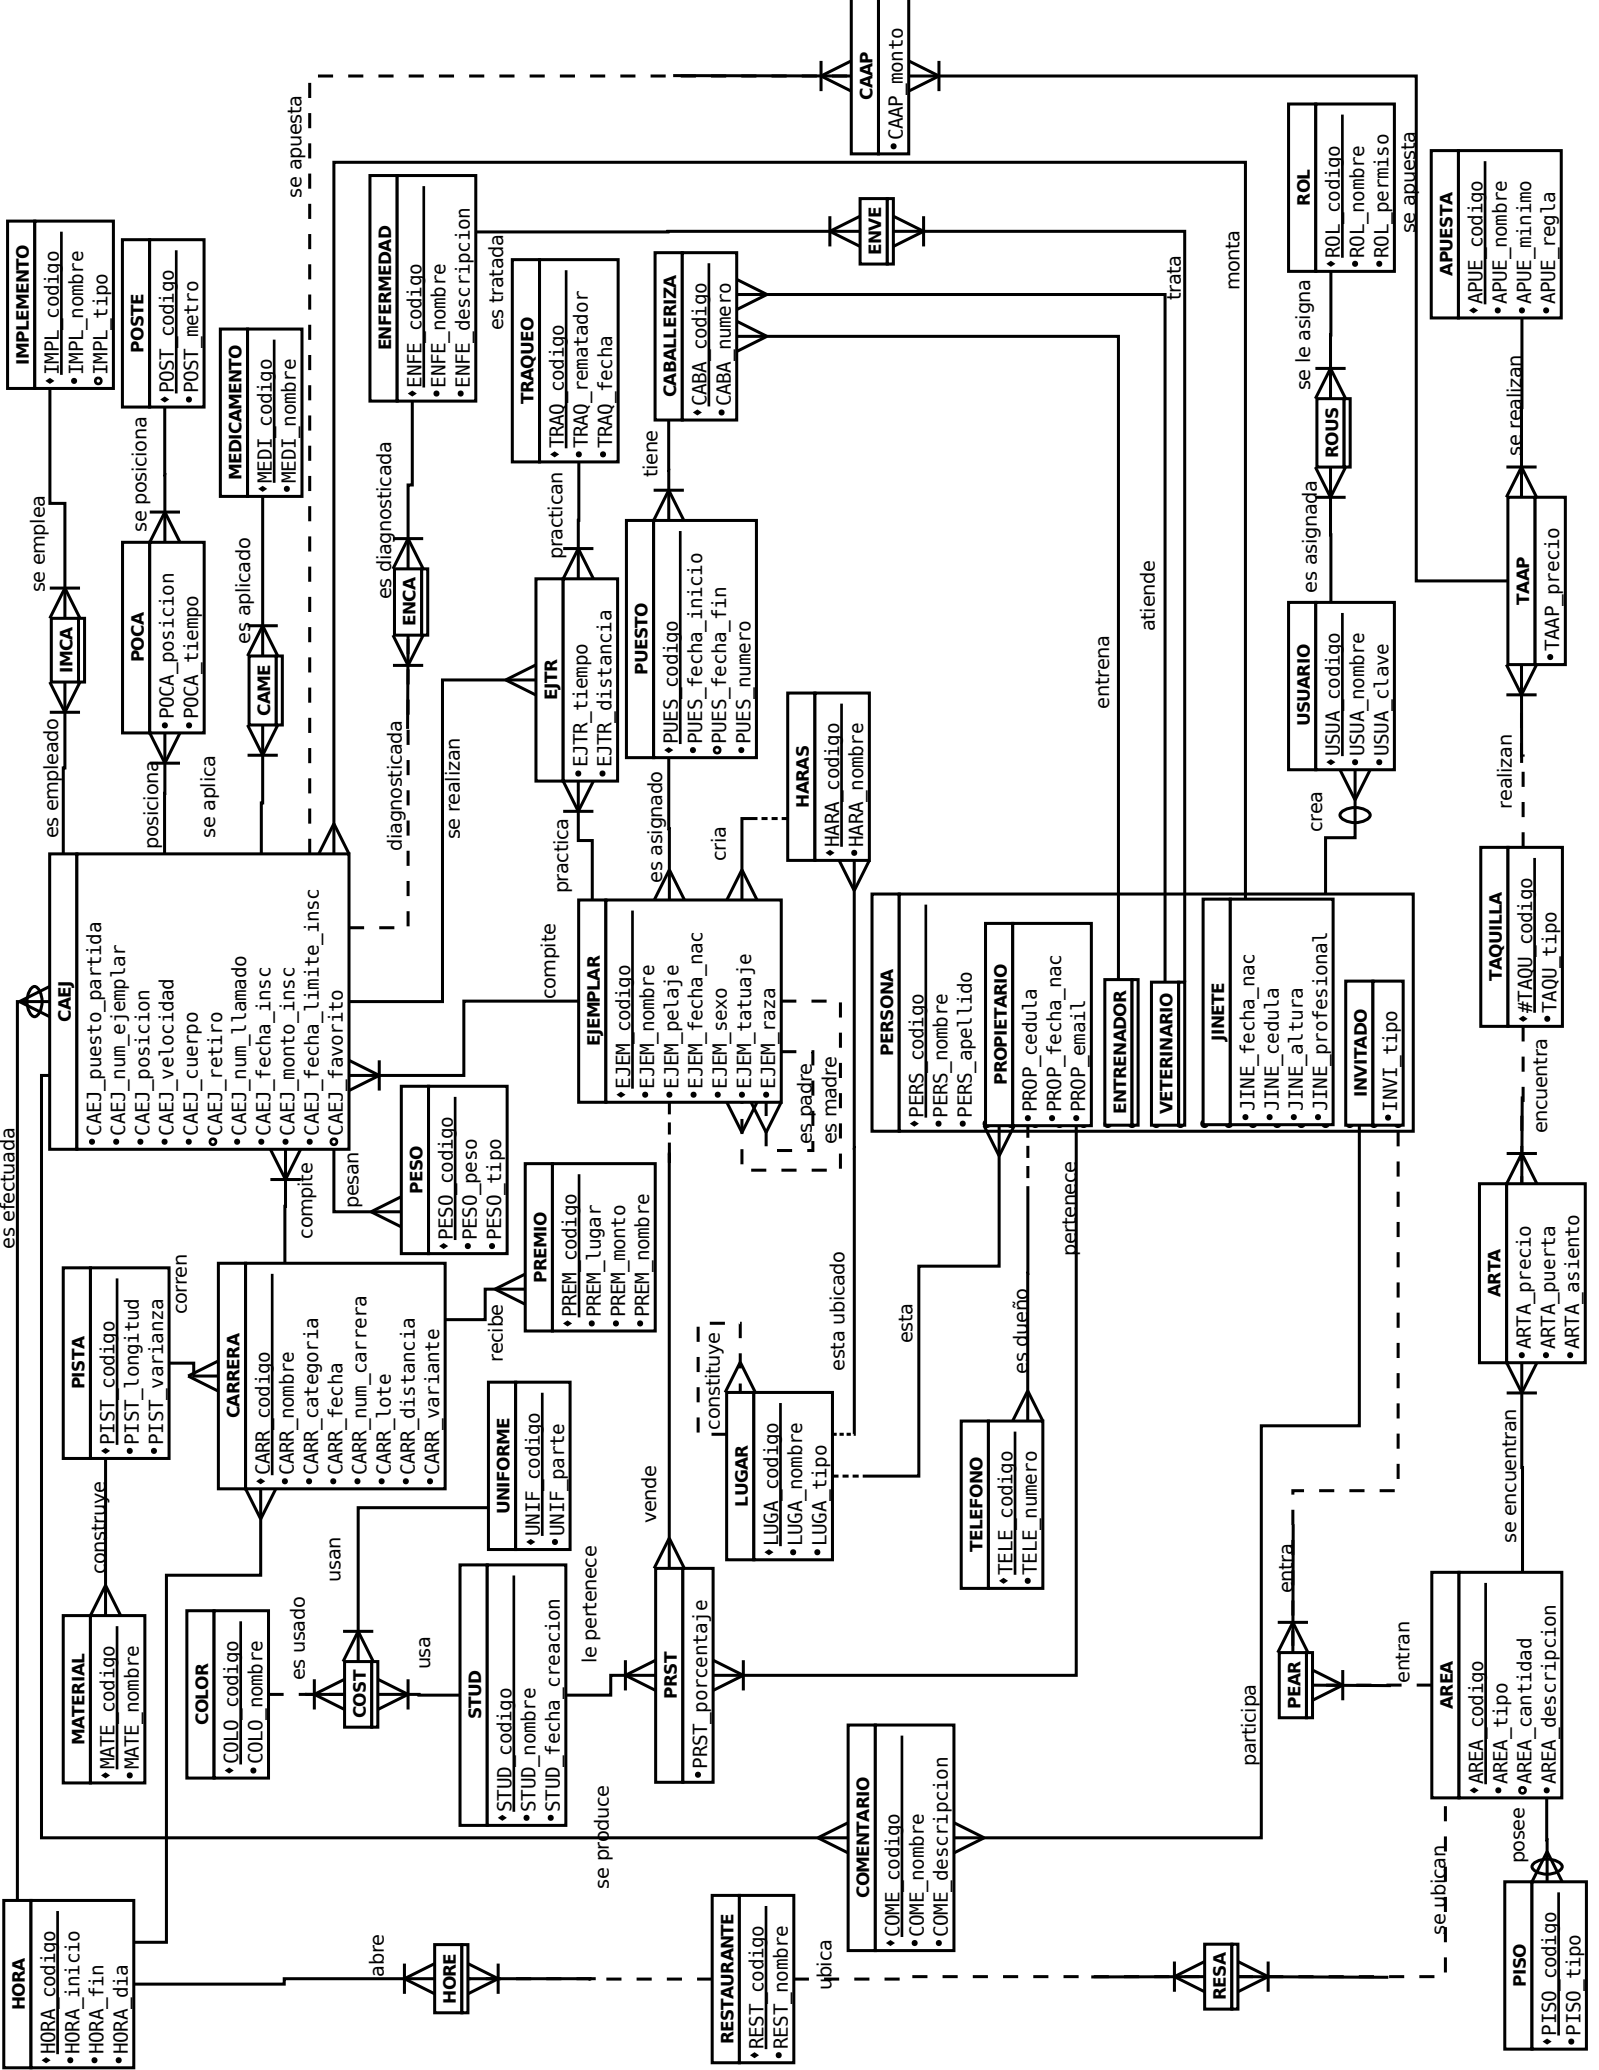 HORA
HORA_codigo
HORA_inicio
HORA_fin
HORA_dia
es efectuada
MATERIAL
MATE_codigo
MATE_nombre
construye
PISTA
PIST_codigo
PIST_longitud
PIST_varianza
corren
COLOR
COLO_codigo
COLO_nombre
es usado
CARRERA
CARR_codigo
CARR_nombre
CARR_categoria
CARR_fecha
CARR_num_carrera
CARR_lote
CARR_distancia
CARR_variante
compite
CAEJ
CAEJ_puesto_partida
CAEJ_num_ejemplar
CAEJ_posicion
CAEJ_velocidad
CAEJ_cuerpo
CAEJ_retiro
CAEJ_num_llamado
CAEJ_fecha_insc
CAEJ_monto_insc
CAEJ_fecha_limite_insc
CAEJ_favorito
es empleado
IMCA
se emplea
IMPLEMENTO
IMPL_codigo
IMPL_nombre
IMPL_tipo
posiciona
POCA
POCA_posicion
POCA_tiempo
se posiciona
POSTE
POST_codigo
POST_metro
se aplica
CAME
es aplicado
MEDICAMENTO
MEDI_codigo
MEDI_nombre
se apuesta
pesan
PESO
PESO_codigo
PESO_peso
PESO_tipo
diagnosticada
ENCA
es diagnosticada
ENFERMEDAD
ENFE_codigo
ENFE_nombre
ENFE_descripcion
es tratada
abre
HORE
COST
usan
usa
UNIFORME
UNIF_codigo
UNIF_parte
STUD
STUD_codigo
STUD_nombre
STUD_fecha_creacion
le pertenece
recibe
PREMIO
PREM_codigo
PREM_lugar
PREM_monto
PREM_nombre
compite
se realizan
practica
EJTR
EJTR_tiempo
EJTR_distancia
practican
TRAQUEO
TRAQ_codigo
TRAQ_rematador
TRAQ_fecha
se produce
EJEMPLAR
EJEM_codigo
EJEM_nombre
EJEM_pelaje
EJEM_fecha_nac
EJEM_sexo
EJEM_tatuaje
EJEM_raza
es padre
es madre
es asignado
PUESTO
PUES_codigo
PUES_fecha_inicio
PUES_fecha_fin
PUES_numero
tiene
CABALLERIZA
CABA_codigo
CABA_numero
PRST
PRST_porcentaje
vende
cria
HARAS
HARA_codigo
HARA_nombre
RESTAURANTE
REST_codigo
REST_nombre
ubica
LUGAR
LUGA_codigo
LUGA_nombre
LUGA_tipo
constituye
esta ubicado
esta
COMENTARIO
COME_codigo
COME_nombre
COME_descripcion
CAAP
CAAP_monto
ENVE
PERSONA
PERS_codigo
PERS_nombre
PERS_apellido
PROPIETARIO
PROP_cedula
PROP_fecha_nac
PROP_email
ENTRENADOR
VETERINARIO
JINETE
JINE_fecha_nac
JINE_cedula
JINE_altura
JINE_profesional
INVITADO
INVI_tipo
TELEFONO
TELE_codigo
TELE_numero
es dueño
pertenece
entrena
atiende
trata
monta
RESA
participa
PEAR
entra
entran
crea
USUARIO
USUA_codigo
USUA_nombre
USUA_clave
es asignada
ROUS
se le asigna
ROL
ROL_codigo
ROL_nombre
ROL_permiso
se apuesta
se ubican
AREA
AREA_codigo
AREA_tipo
AREA_cantidad
AREA_descripcion
posee
PISO
PISO_codigo
PISO_tipo
se encuentran
ARTA
ARTA_precio
ARTA_puerta
ARTA_asiento
encuentra
TAQUILLA
#TAQU_codigo
TAQU_tipo
realizan
TAAP
TAAP_precio
se realizan
APUESTA
APUE_codigo
APUE_nombre
APUE_minimo
APUE_regla